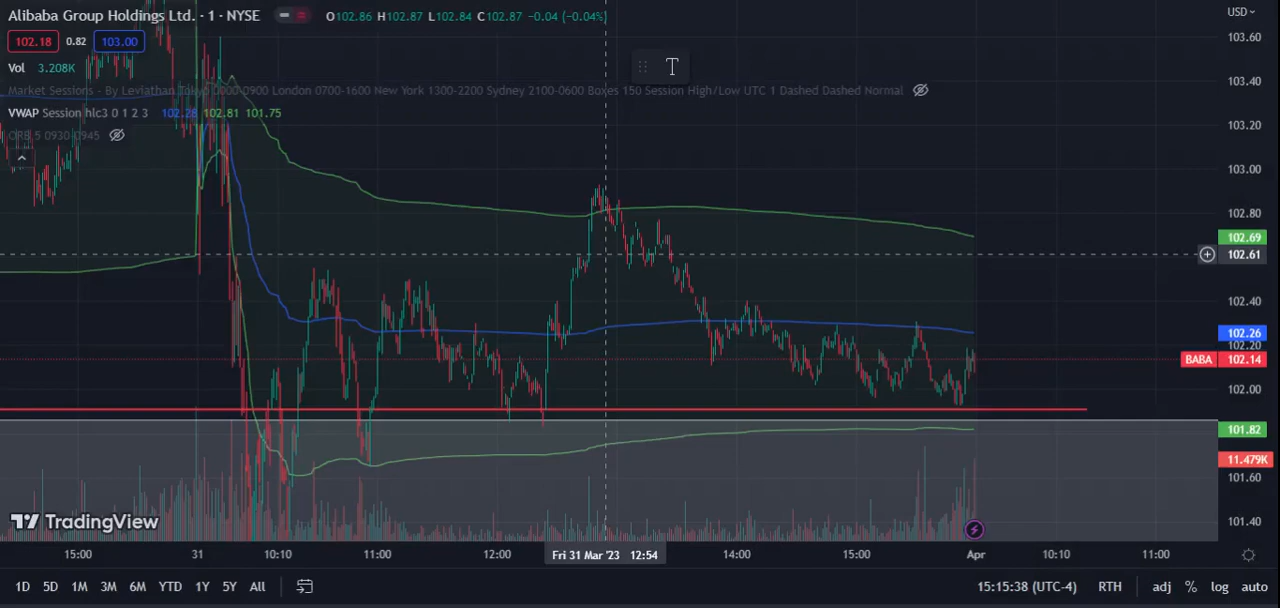 Alibaba Group Holdings Ltd. · 1 · NYSE O102.86 H102.87 L102.84 C102.87 -0.04 (-0.04%)
USD
102.18 0.82 103.00
103.60
Vol 3.208K
T
103.40
Market Sessions - By Leviathan Tokyo 0000-0900 London 0700-1600 New York 1300-2200 Sydney 2100-0600 Boxes 150 Session High/Low UTC 1 Dashed Dashed Normal
VWAP Session hlc3 0 1 2 3 102.28 102.81 101.75
103.20
ORB 5 0930 0945
103.00
102.80
102.69
102.61
102.40
102.26
102.20
BABA 102.14
102.00
101.82
11.479K
101.60
TradingView
101.40
15:00 31 10:10 11:00 12:00 Fri 31 Mar '23 12:54 14:00 15:00 Apr 10:10 11:00
1D 5D 1M 3M 6M YTD 1Y 5Y All 15:15:38 (UTC-4) RTH adj % log auto